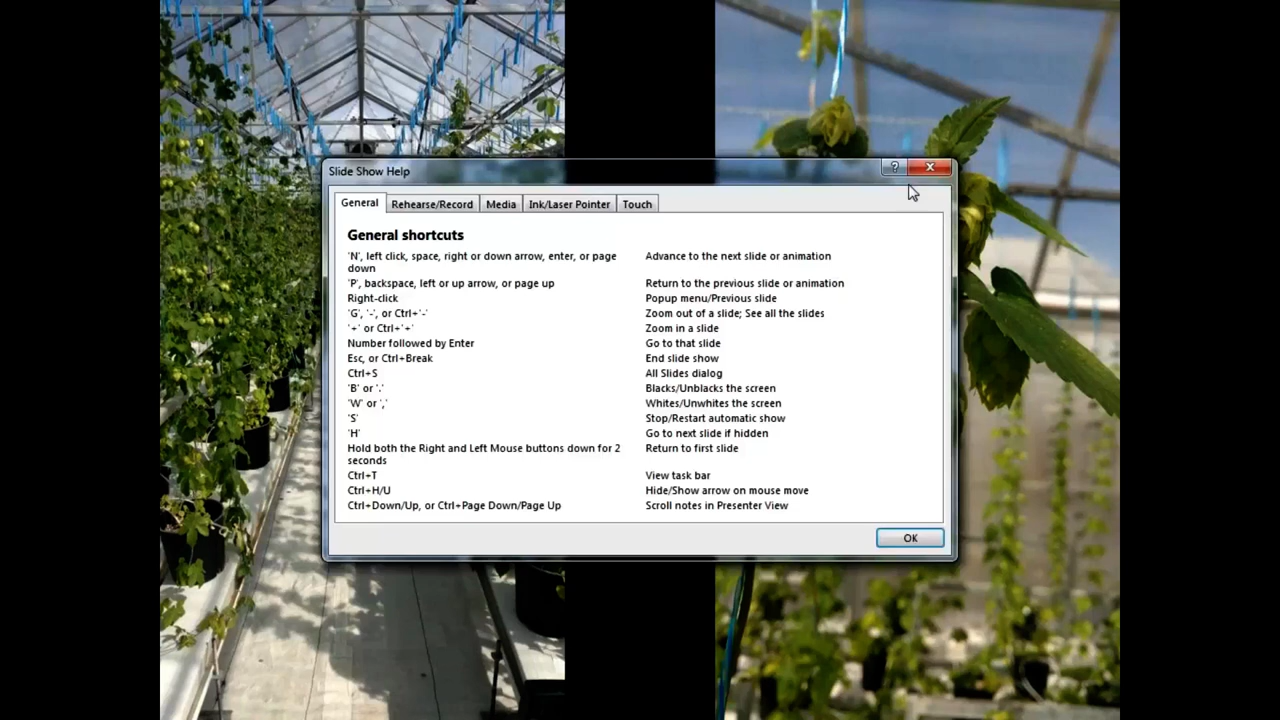 Slide Show Help
?
General Rehearse/Record Media Ink/Laser Pointer Touch
General shortcuts
'N', left click, space, right or down arrow, enter, or page Advance to the next slide or animation
down
'P', backspace, left or up arrow, or page up Return to the previous slide or animation
Right-click Popup menu/Previous slide
'G', '-', or Ctrl+'-' Zoom out of a slide; See all the slides
'+' or Ctrl+'+' Zoom in a slide
Number followed by Enter Go to that slide
Esc, or Ctrl+Break End slide show
Ctrl+S All Slides dialog
'B' or '.' Blacks/Unblacks the screen
'W' or ',' Whites/Unwhites the screen
'S' Stop/Restart automatic show
'H' Go to next slide if hidden
Hold both the Right and Left Mouse buttons down for 2 Return to first slide
seconds
Ctrl+T View task bar
Ctrl+H/U Hide/Show arrow on mouse move
Ctrl+Down/Up, or Ctrl+Page Down/Page Up Scroll notes in Presenter View
OK